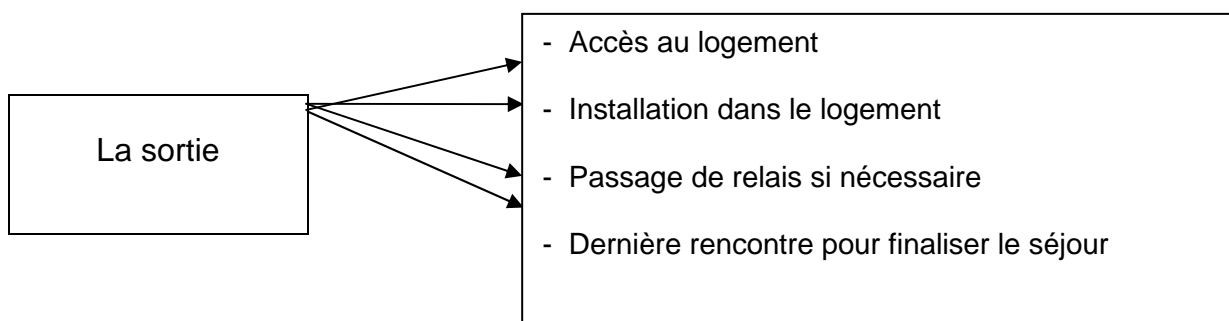 La sortie
- Accès au logement
- Installation dans le logement
- Passage de relais si nécessaire
- Dernière rencontre pour finaliser le séjour